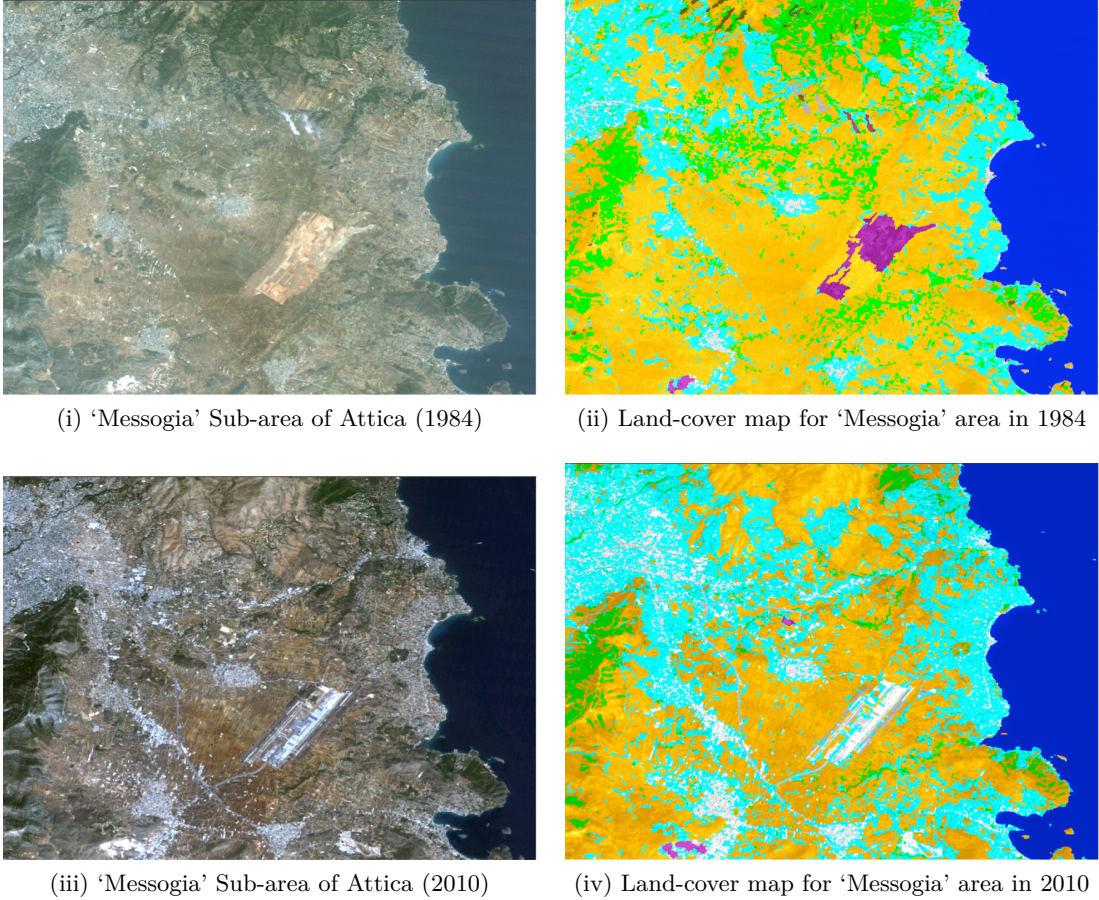 (i) ‘Messogia’ Sub-area of Attica (1984)
(ii) Land-cover map for ‘Messogia’ area in 1984
(iii) ‘Messogia’ Sub-area of Attica (2010)
(iv) Land-cover map for ‘Messogia’ area in 2010